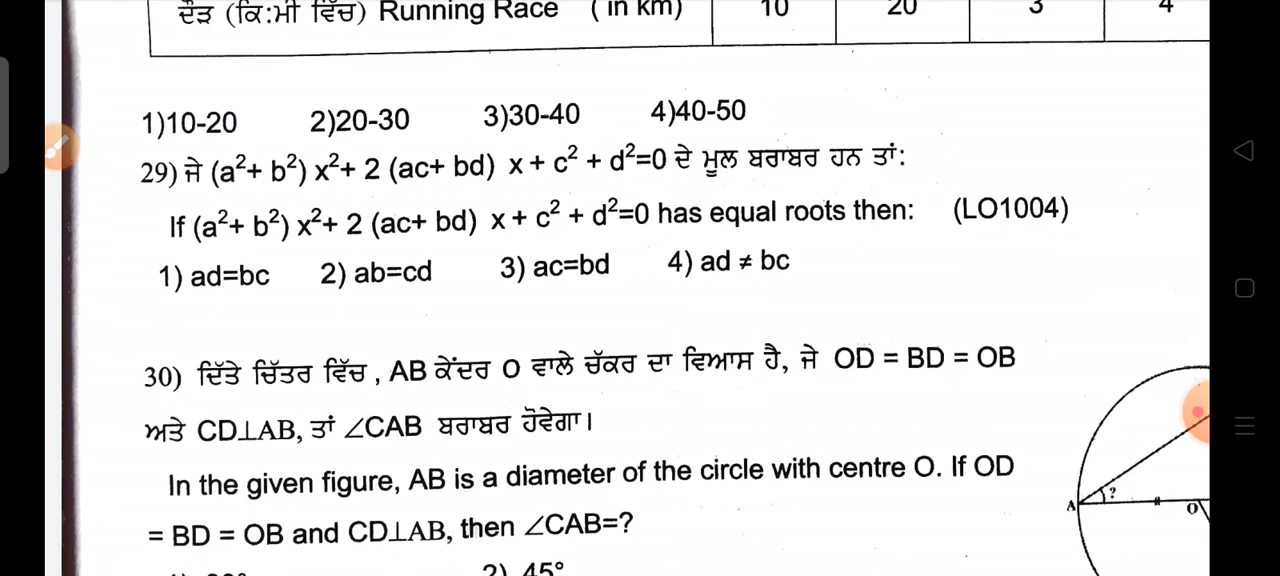 ਦੌੜ (ਕਿ:ਮੀ ਵਿੱਚ) Running Race ( in km) 10 20 3 4
1)10-20 2)20-30 3)30-40 4)40-50
29) ਜੇ (a²+ b²) x²+ 2 (ac+ bd) x + c² + d²=0 ਦੇ ਮੂਲ ਬਰਾਬਰ ਹਨ ਤਾਂ:
If (a²+ b²) x²+ 2 (ac+ bd) x + c² + d²=0 has equal roots then: (LO1004)
1) ad=bc 2) ab=cd 3) ac=bd 4) ad ≠ bc
30) ਦਿੱਤੇ ਚਿੱਤਰ ਵਿੱਚ , AB ਕੇਂਦਰ O ਵਾਲੇ ਚੱਕਰ ਦਾ ਵਿਆਸ ਹੈ, ਜੇ OD = BD = OB
ਅਤੇ CD⊥AB, ਤਾਂ ∠CAB ਬਰਾਬਰ ਹੋਵੇਗਾ।
In the given figure, AB is a diameter of the circle with centre O. If OD
= BD = OB and CD⊥AB, then ∠CAB=?
A ? O
2) 45°